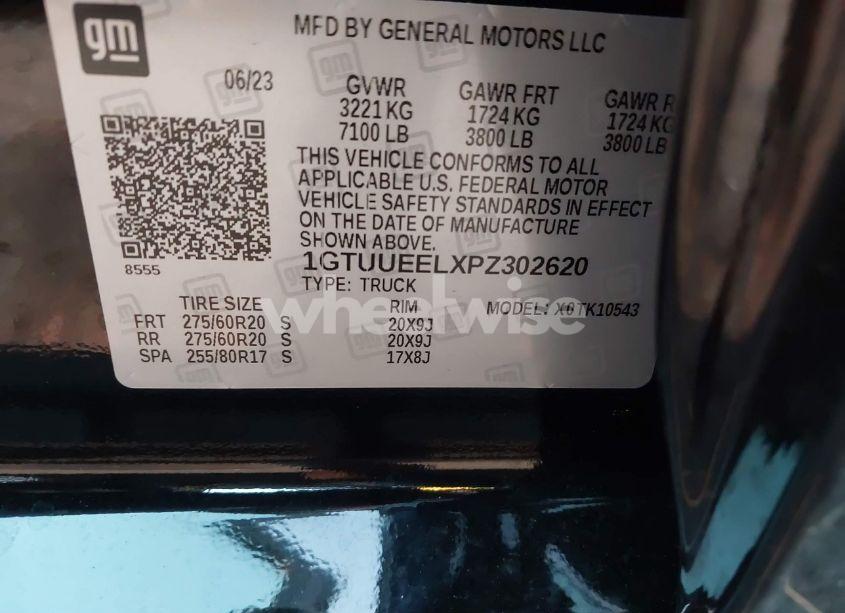 gm
MFD BY GENERAL MOTORS LLC
06/23 GVWR GAWR FRT GAWR R
3221 KG 1724 KG 1724 KG
7100 LB 3800 LB 3800 LB
THIS VEHICLE CONFORMS TO ALL
APPLICABLE U.S. FEDERAL MOTOR
VEHICLE SAFETY STANDARDS IN EFFECT
ON THE DATE OF MANUFACTURE
SHOWN ABOVE.
8555 1GTUUEELXPZ302620
TYPE: TRUCK
TIRE SIZE RIM MODEL: X6TK10543
FRT 275/60R20 S 20X9J
RR 275/60R20 S 20X9J
SPA 255/80R17 S 17X8J
wheelwise